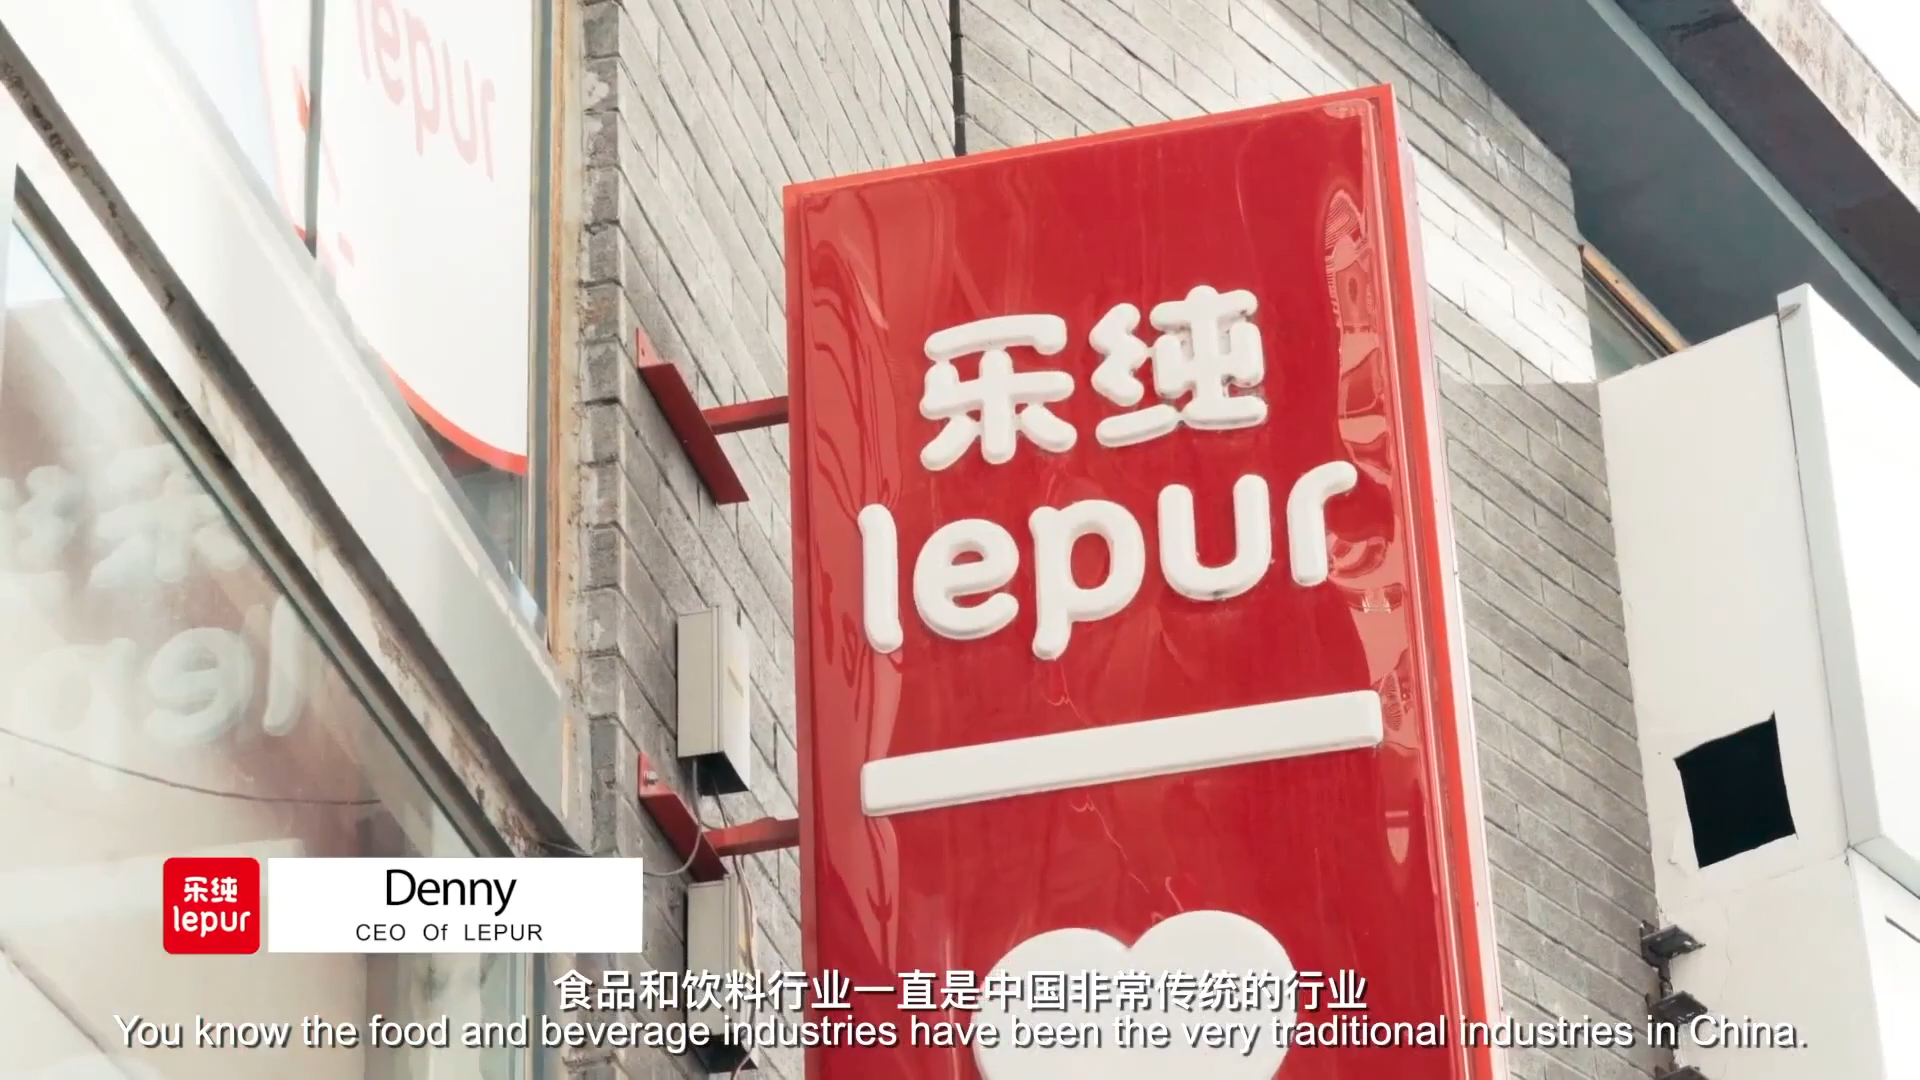 乐纯
lepur
乐纯
lepur
Denny
CEO Of LEPUR
食品和饮料行业一直是中国非常传统的行业
You know the food and beverage industries have been the very traditional industries in China.